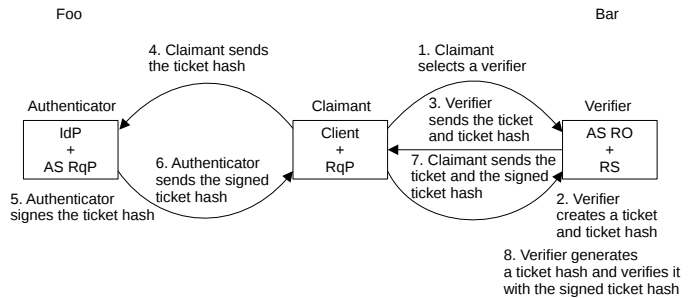 Foo
Bar
4. Claimant sends
the ticket hash
1. Claimant
selects a verifier
Authenticator
Claimant
3. Verifier
sends the ticket
and ticket hash
Verifier
IdP
+
AS RqP
Client
+
RqP
AS RO
+
RS
6. Authenticator
sends the signed
ticket hash
7. Claimant sends the
ticket and the signed
ticket hash
5. Authenticator
signes the ticket hash
2. Verifier
creates a ticket
and ticket hash
8. Verifier generates
a ticket hash and verifies it
with the signed ticket hash